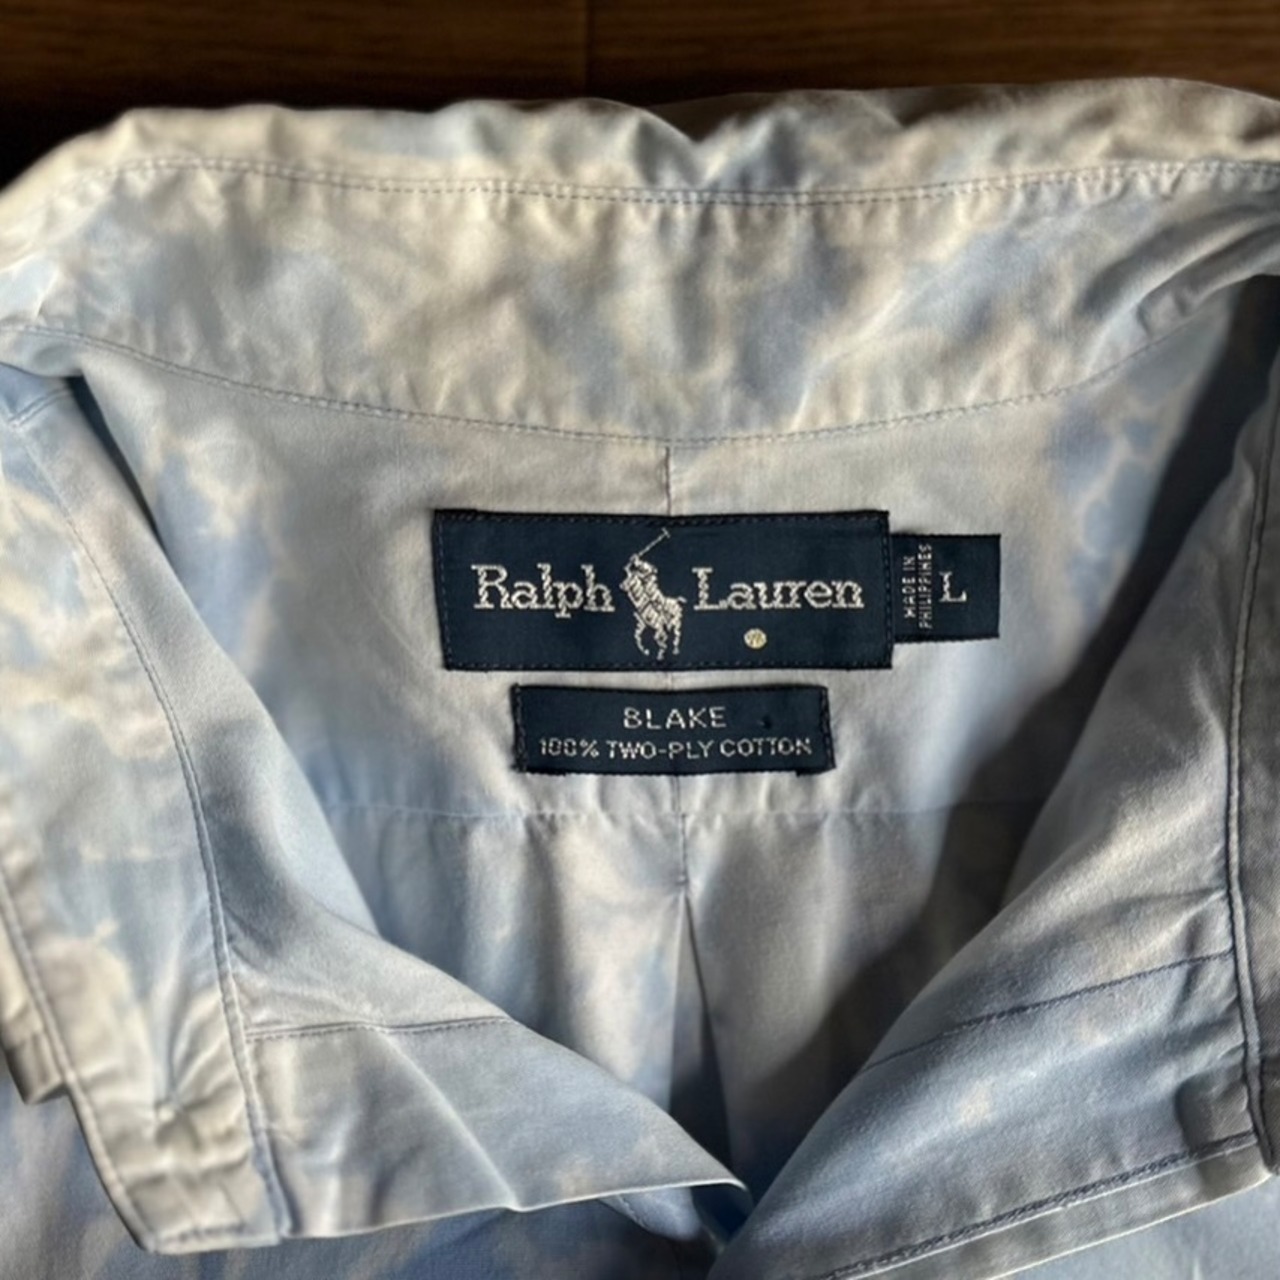 Ralph Lauren
MADE IN
PHILIPPINES
L
BLAKE
100% TWO-PLY COTTON